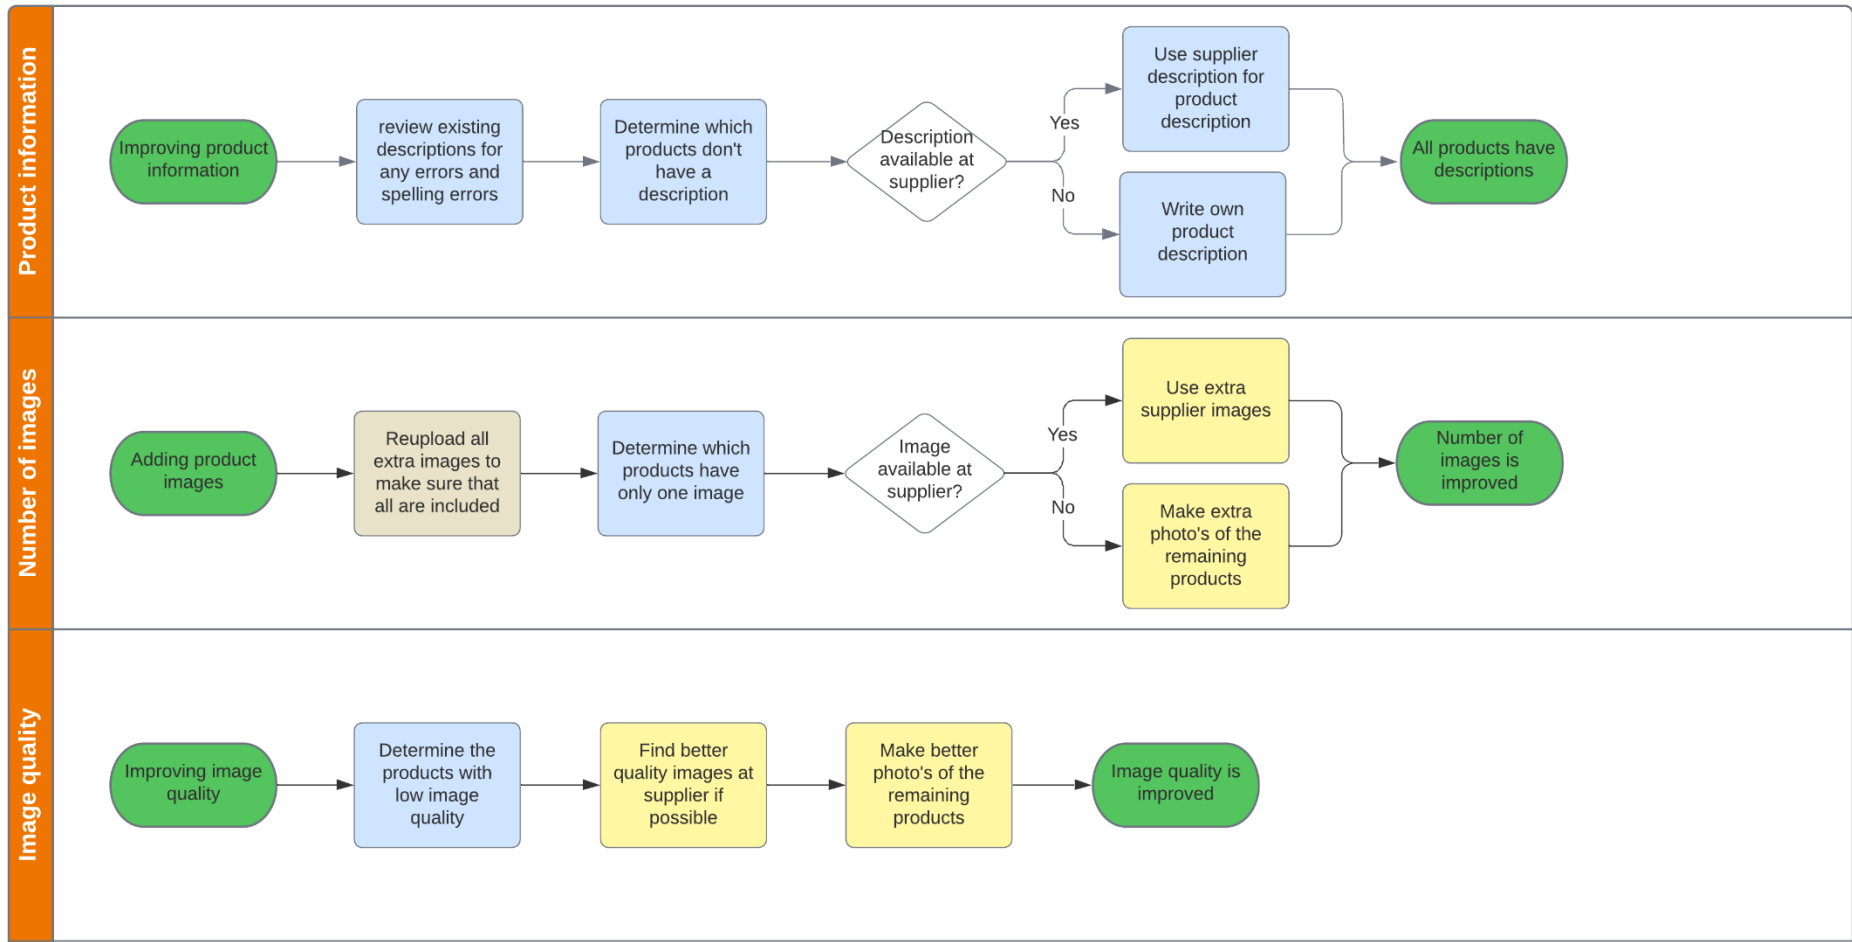 Product information
Improving product
information
review existing
descriptions for
any errors and
spelling errors
Determine which
products don't
have a
description
Description
available at
supplier?
Yes
No
Use supplier
description for
product
description
Write own
product
description
All products have
descriptions
Number of images
Adding product
images
Reupload all
extra images to
make sure that
all are included
Determine which
products have
only one image
Image
available at
supplier?
Yes
No
Use extra
supplier images
Make extra
photo's of the
remaining
products
Number of
images is
improved
Image quality
Improving image
quality
Determine the
products with
low image
quality
Find better
quality images at
supplier if
possible
Make better
photo's of the
remaining
products
Image quality is
improved